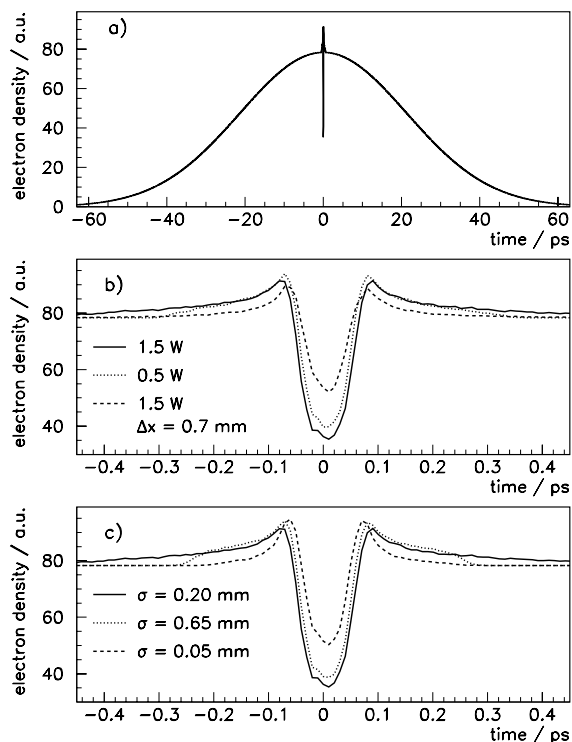 a)
electron density / a.u.
80
60
40
20
0
−60 −40 −20 0 20 40 60
time / ps
b)
electron density / a.u.
80
60
40
1.5 W
0.5 W
1.5 W
Δx = 0.7 mm
−0.4 −0.3 −0.2 −0.1 0 0.1 0.2 0.3 0.4
time / ps
c)
electron density / a.u.
80
60
40
σ = 0.20 mm
σ = 0.65 mm
σ = 0.05 mm
−0.4 −0.3 −0.2 −0.1 0 0.1 0.2 0.3 0.4
time / ps